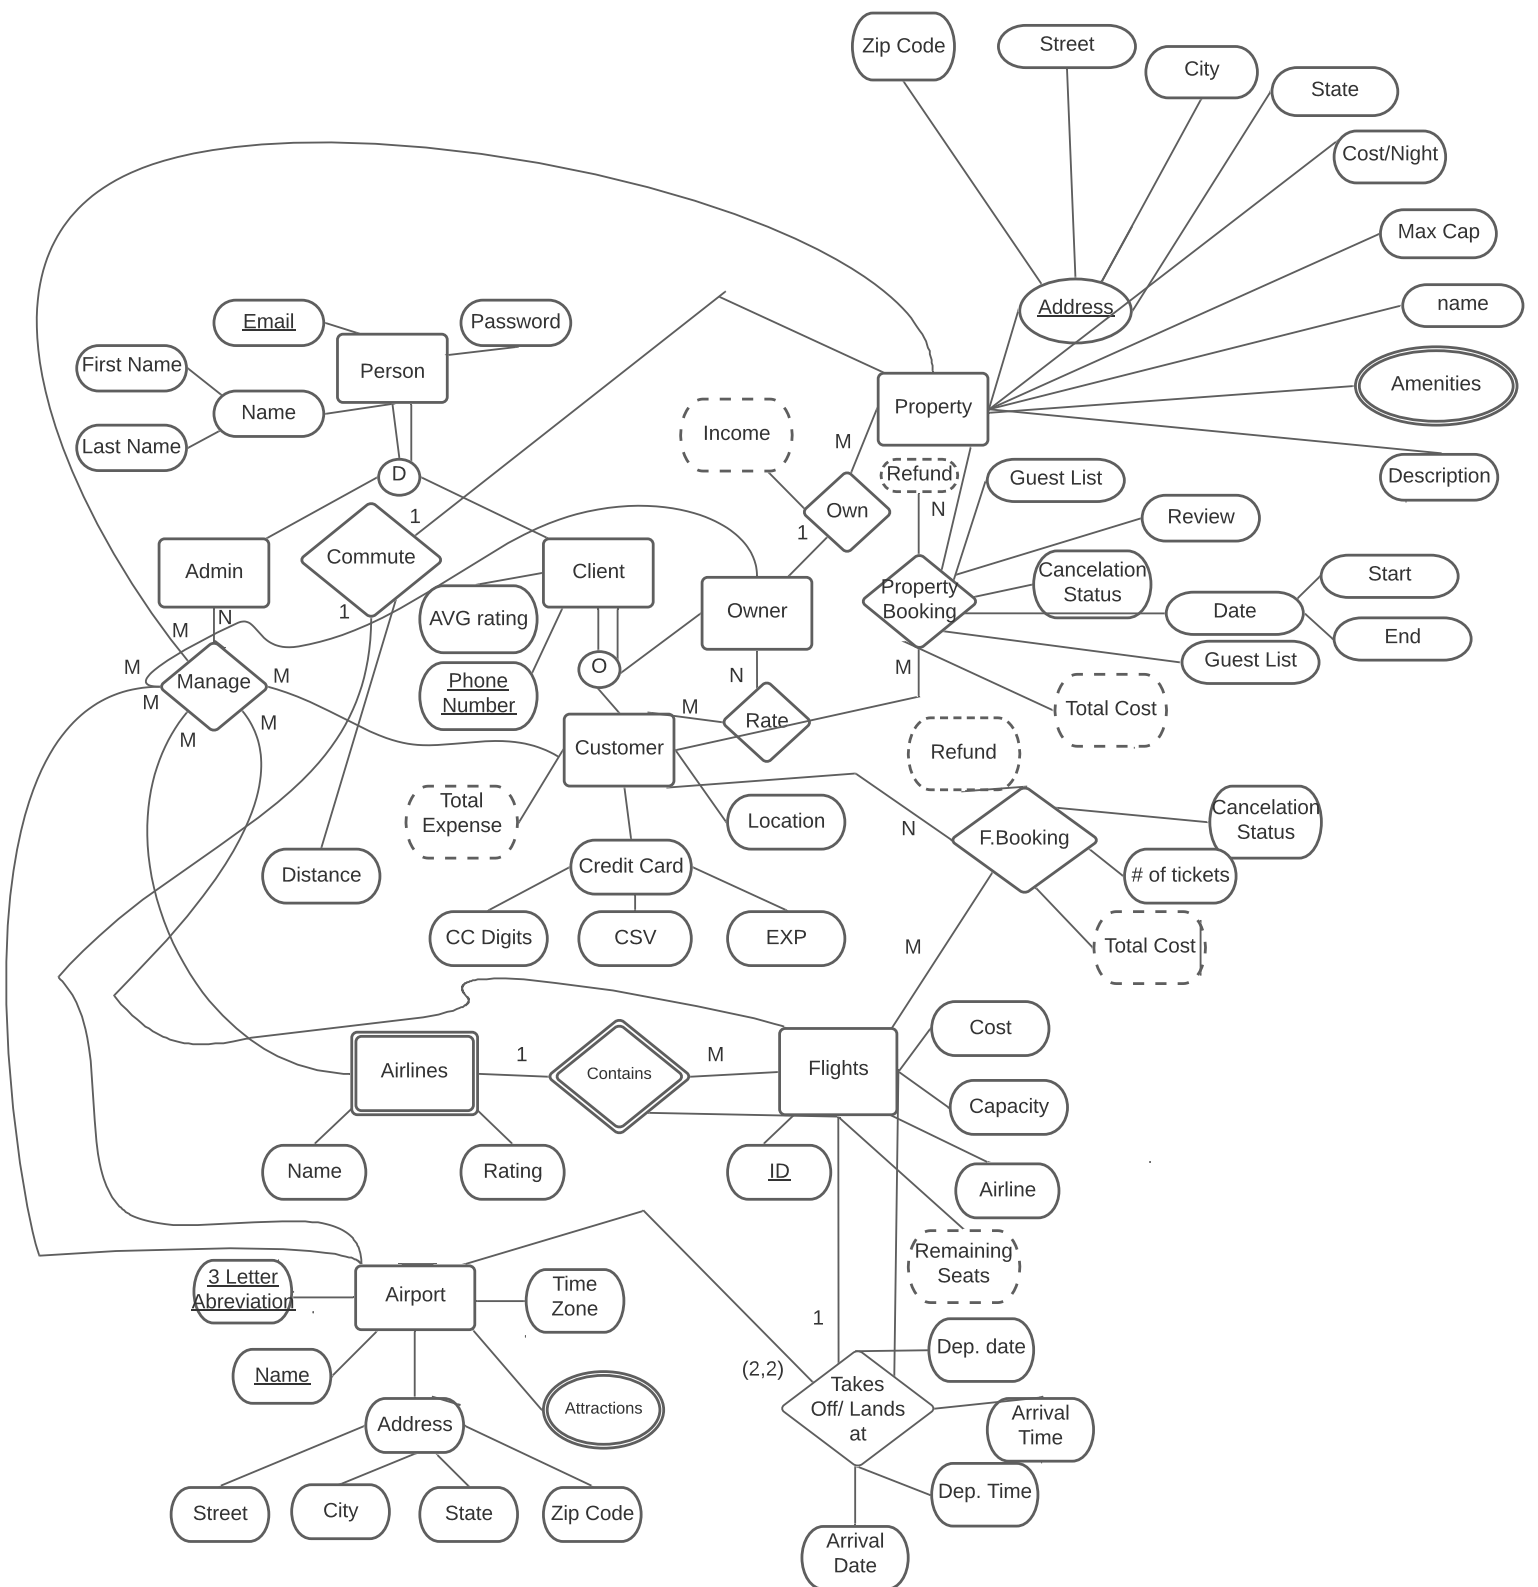 Zip Code
Street
City
State
Cost/Night
Max Cap
name
Address
Amenities
Description
Email
Password
First Name
Person
Name
Last Name
D
Property
Income
M
Refund
Guest List
N
Own
1
Review
1
Commute
Admin
Client
Property
Booking
Cancelation
Status
Start
Date
End
Guest List
Owner
AVG rating
1
N
M
M
Manage
M
M
M
M
O
Phone
Number
N
M
M
Rate
Total Cost
Customer
Refund
Total
Expense
Location
N
F.Booking
Cancelation
Status
# of tickets
Credit Card
Distance
CC Digits
CSV
EXP
M
Total Cost
Cost
Airlines
1
Contains
M
Flights
Capacity
Name
Rating
ID
Airline
Remaining
Seats
3 Letter
Abreviation
Airport
Time
Zone
1
Dep. date
(2,2)
Name
Takes
Off/ Lands
at
Attractions
Address
Arrival
Time
Dep. Time
Street
City
State
Zip Code
Arrival
Date